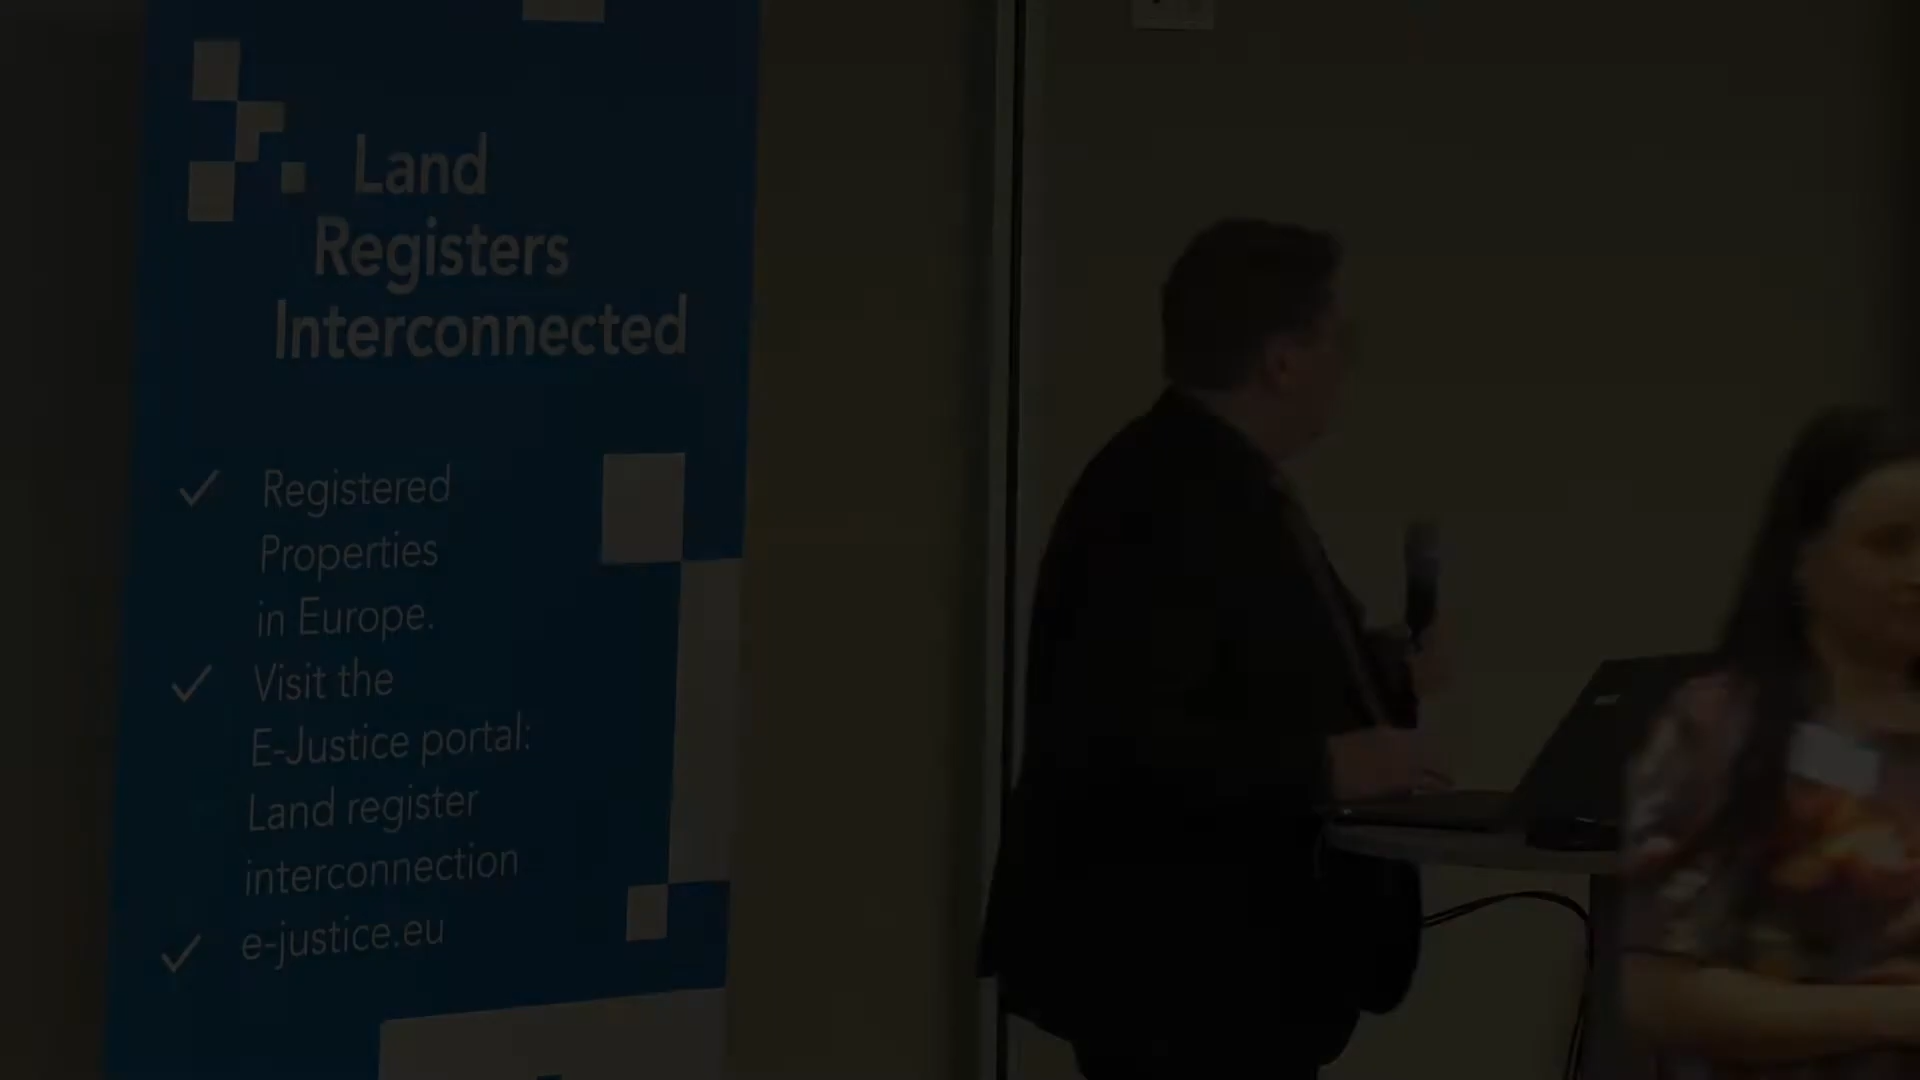 Land
Registers
Interconnected
Registered
Properties
in Europe.
Visit the
E-Justice portal:
Land register
interconnection
e-justice.eu